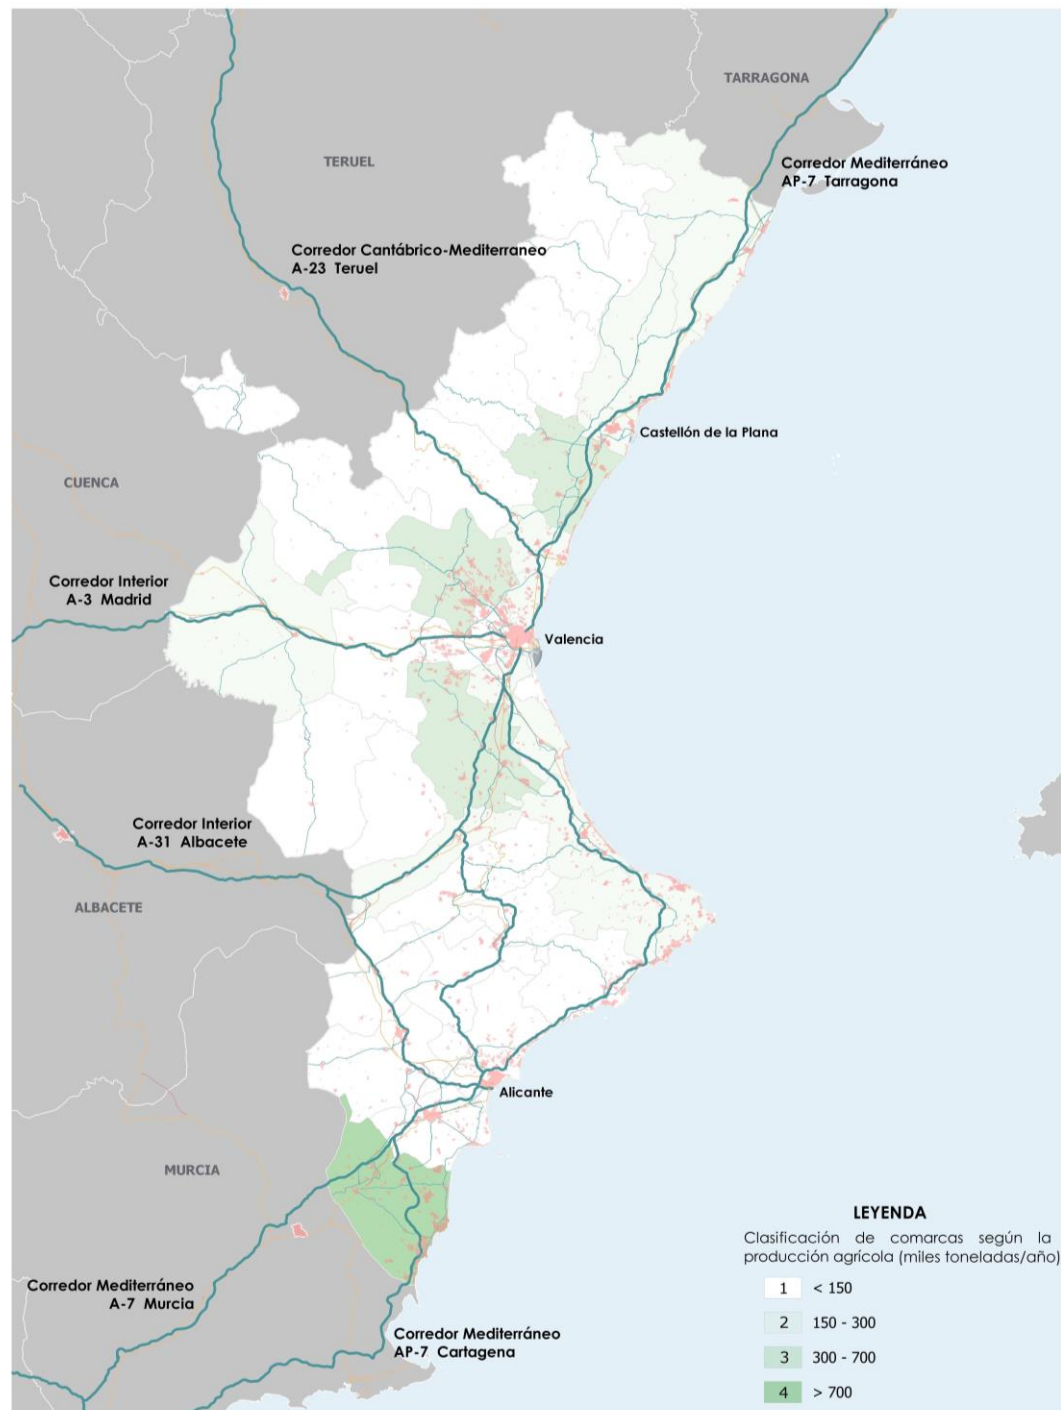 TARRAGONA
Corredor Mediterráneo
AP-7 Tarragona
TERUEL
Corredor Cantábrico-Mediterraneo
A-23 Teruel
Castellón de la Plana
CUENCA
Corredor Interior
A-3 Madrid
Valencia
Corredor Interior
A-31 Albacete
ALBACETE
Alicante
MURCIA
Corredor Mediterráneo
A-7 Murcia
Corredor Mediterráneo
AP-7 Cartagena
LEYENDA
Clasificación de comarcas según la
producción agrícola (miles toneladas/año)
1 < 150
2 150 - 300
3 300 - 700
4 > 700